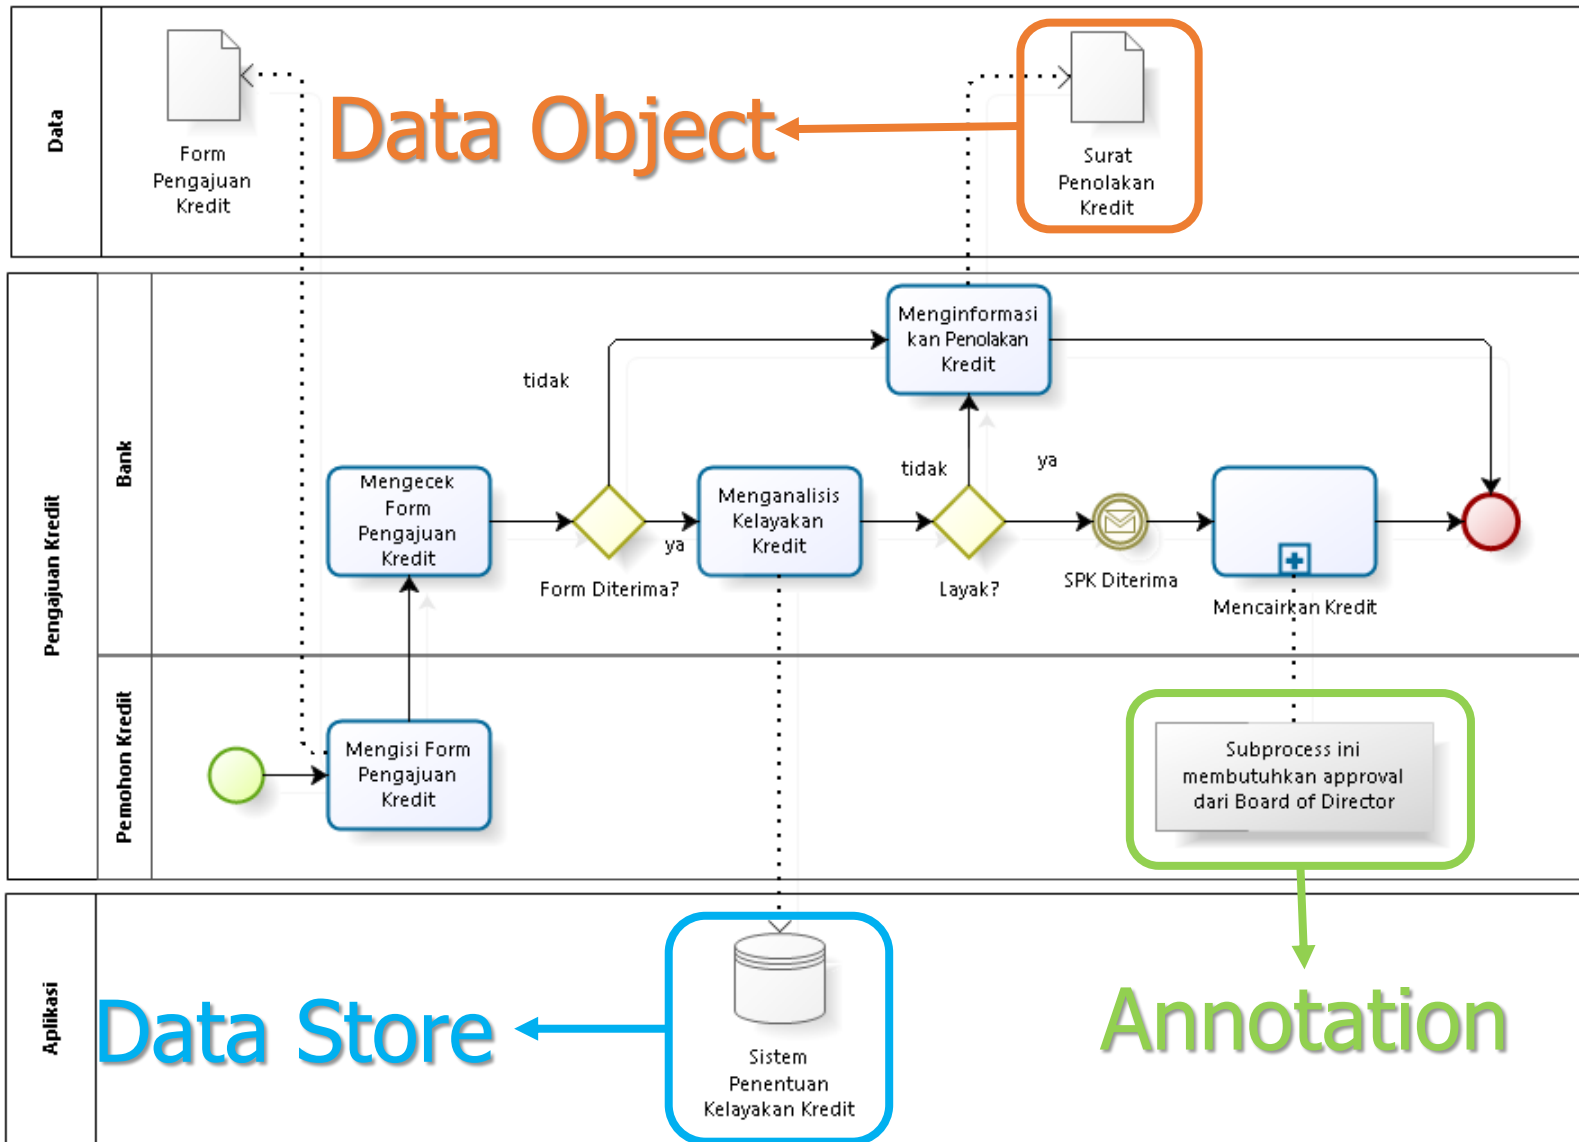 Data
Form
Pengajuan
Kredit
Data Object
Surat
Penolakan
Kredit
Pengajuan Kredit
Bank
Menginformasi
kan Penolakan
Kredit
tidak
Mengecek
Form
Pengajuan
Kredit
Form Diterima?
ya
Menganalisis
Kelayakan
Kredit
tidak
ya
Layak?
SPK Diterima
Mencairkan Kredit
Pemohon Kredit
Mengisi Form
Pengajuan
Kredit
Subprocess ini
membutuhkan approval
dari Board of Director
Aplikasi
Data Store
Sistem
Penentuan
Kelayakan Kredit
Annotation